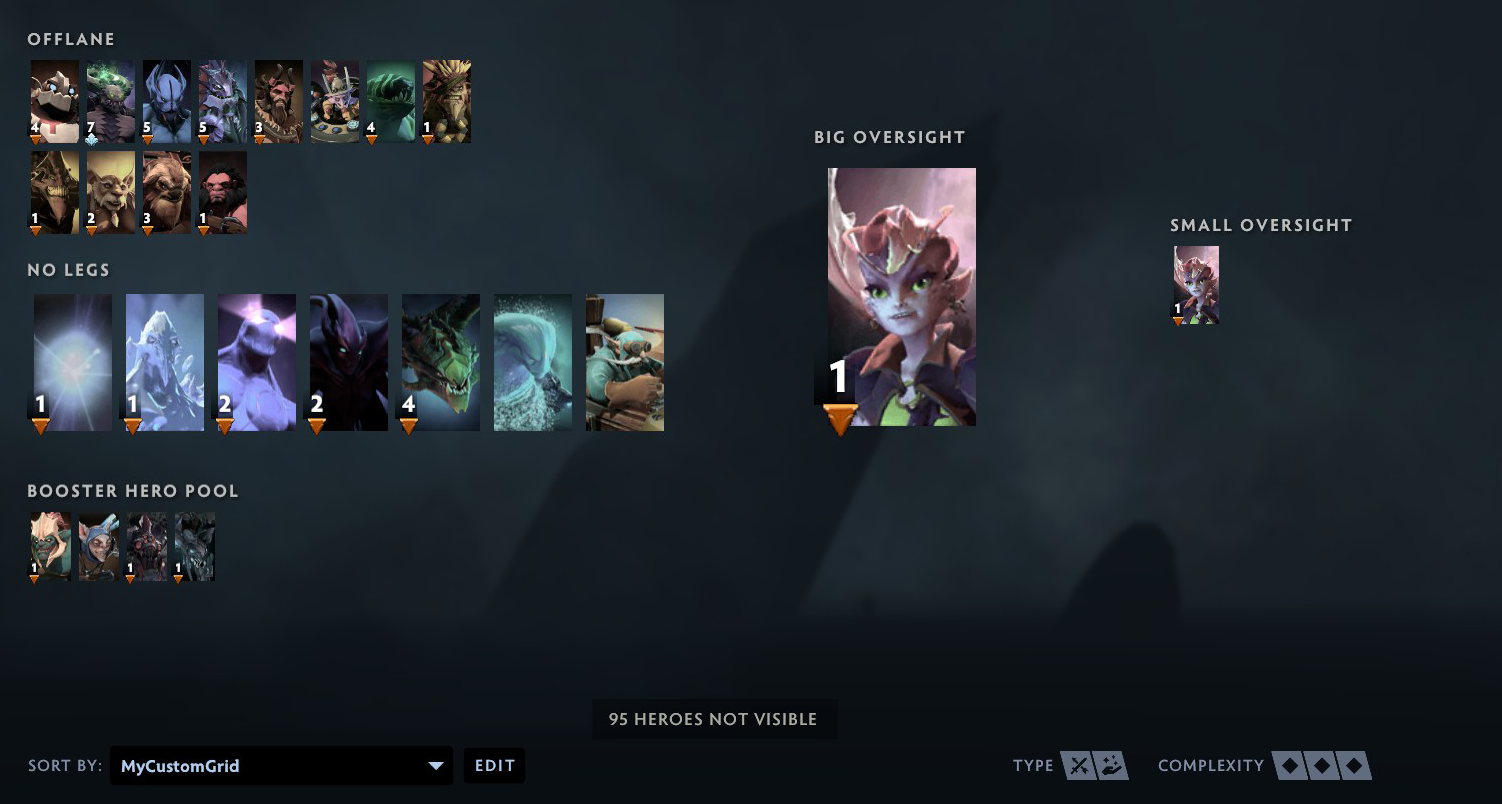 OFFLANE
4 7 5 5 3 4 1
1 2 3 1
NO LEGS
1 1 2 2 4
BOOSTER HERO POOL
1 1 1
BIG OVERSIGHT
1
SMALL OVERSIGHT
1
95 HEROES NOT VISIBLE
SORT BY: MyCustomGrid EDIT TYPE COMPLEXITY